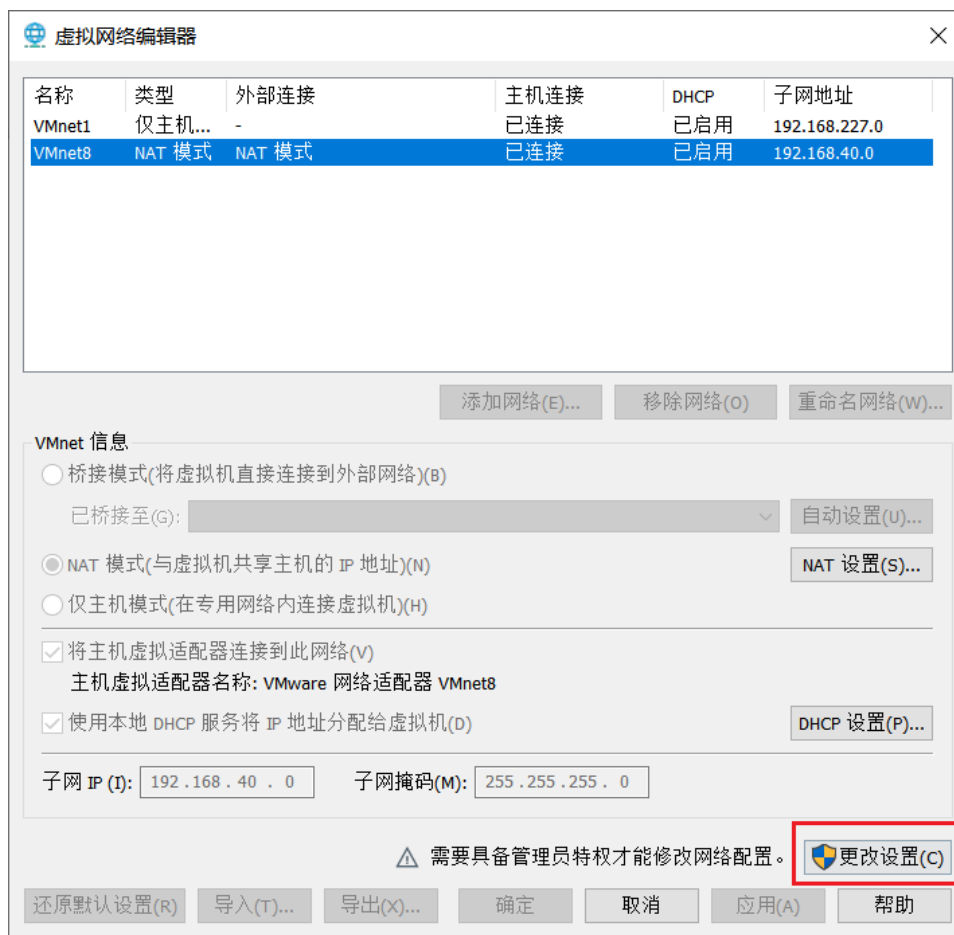 虚拟网络编辑器
名称 类型 外部连接 主机连接 DHCP 子网地址
VMnet1 仅主机... - 已连接 已启用 192.168.227.0
VMnet8 NAT 模式 NAT 模式 已连接 已启用 192.168.40.0
添加网络(E)... 移除网络(O) 重命名网络(W)...
VMnet 信息
桥接模式(将虚拟机直接连接到外部网络)(B)
已桥接至(G): 自动设置(U)...
NAT 模式(与虚拟机共享主机的 IP 地址)(N) NAT 设置(S)...
仅主机模式(在专用网络内连接虚拟机)(H)
将主机虚拟适配器连接到此网络(V)
主机虚拟适配器名称: VMware 网络适配器 VMnet8
使用本地 DHCP 服务将 IP 地址分配给虚拟机(D) DHCP 设置(P)...
子网 IP (I): 192 . 168 . 40 . 0 子网掩码(M): 255 . 255 . 255 . 0
需要具备管理员特权才能修改网络配置。 更改设置(C)
还原默认设置(R) 导入(T)... 导出(X)... 确定 取消 应用(A) 帮助